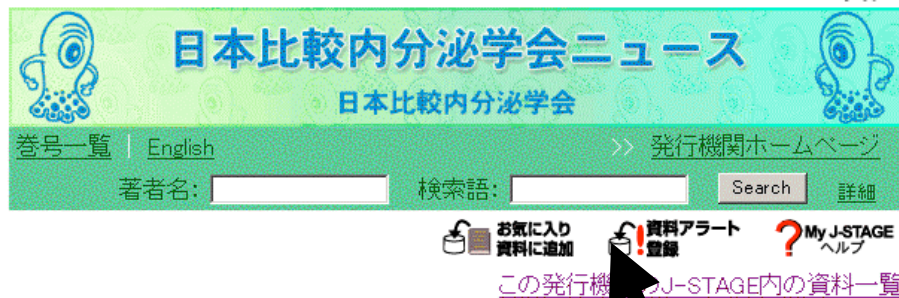 日本比較内分泌学会ニュース
日本比較内分泌学会
巻号一覧 | English >> 発行機関ホームページ
著者名: 検索語: Search 詳細
お気に入り 資料アラート My J-STAGE
資料に追加 登録 ヘルプ
この発行機 J-STAGE内の資料一覧